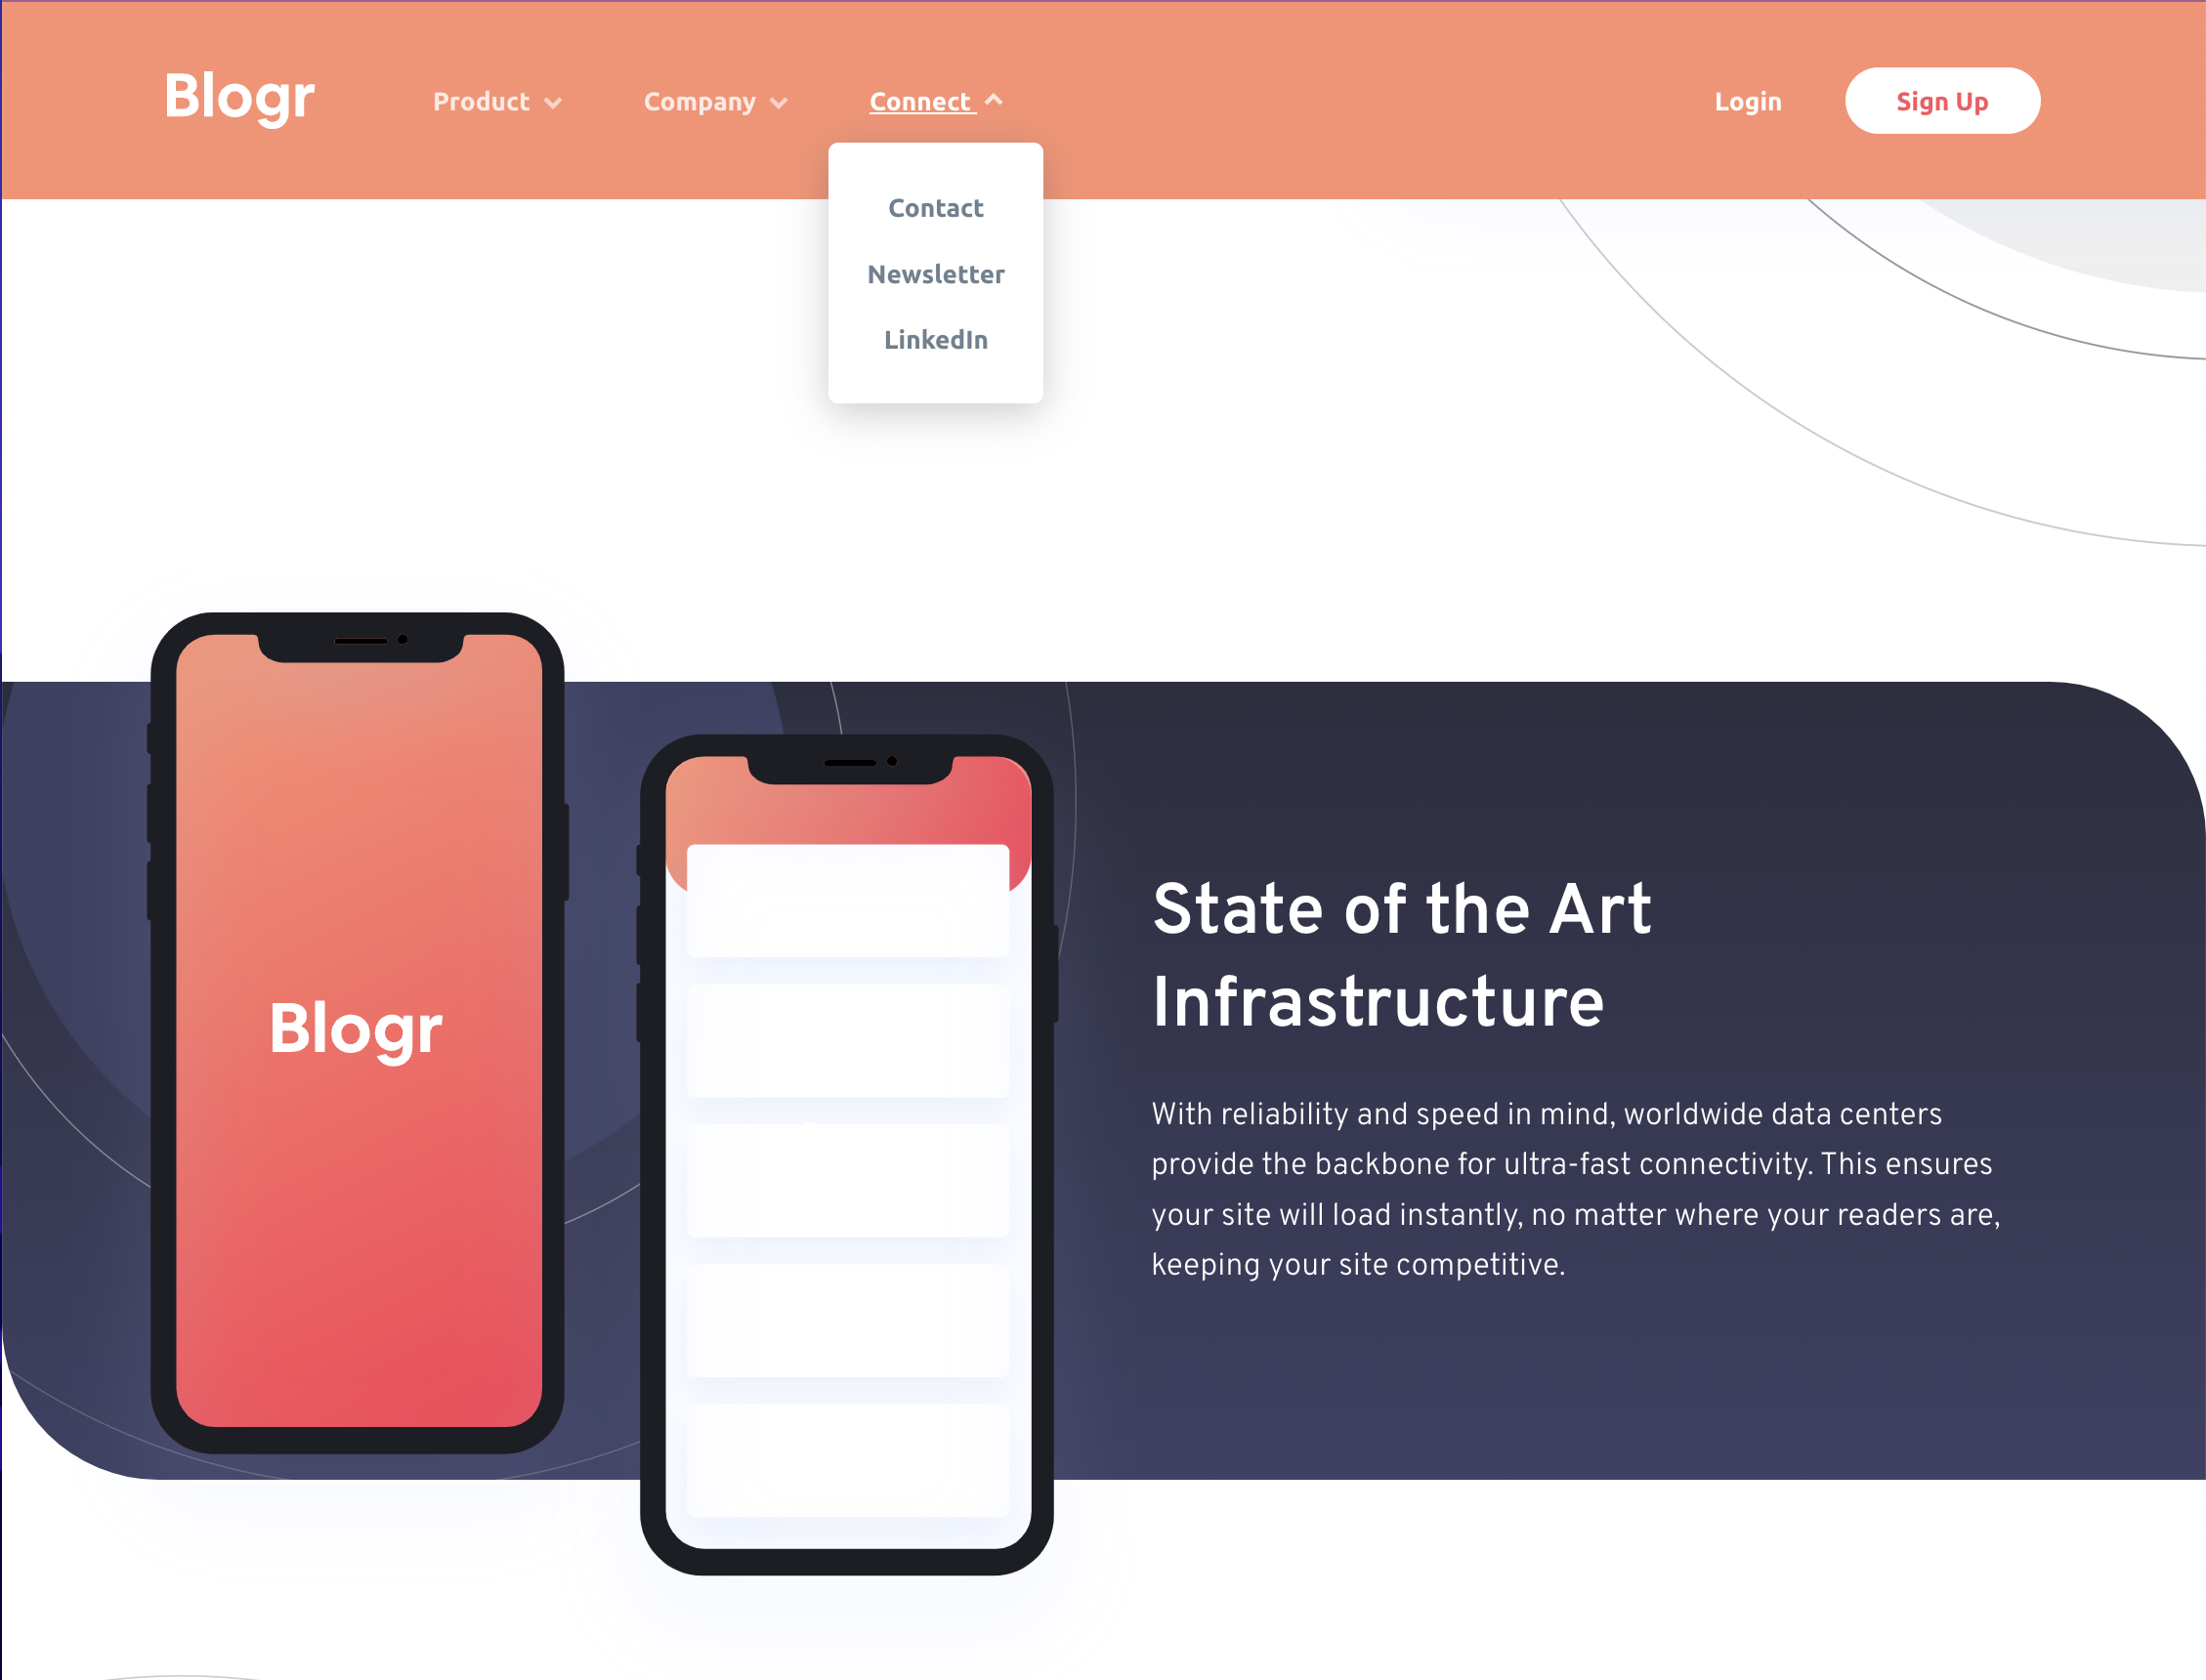 Blogr
Product
Company
Connect
Login
Sign Up
Contact
Newsletter
LinkedIn
Blogr
State of the Art
Infrastructure
With reliability and speed in mind, worldwide data centers
provide the backbone for ultra-fast connectivity. This ensures
your site will load instantly, no matter where your readers are,
keeping your site competitive.